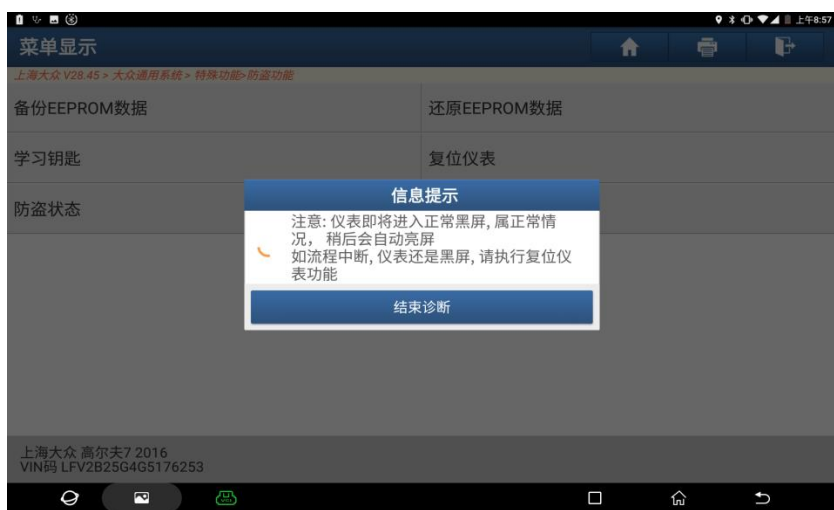 上午8:57
菜单显示
上海大众 V28.45 > 大众通用系统 > 特殊功能>防盗功能
备份EEPROM数据
还原EEPROM数据
学习钥匙
复位仪表
防盗状态
信息提示
注意: 仪表即将进入正常黑屏, 属正常情
况， 稍后会自动亮屏
如流程中断, 仪表还是黑屏, 请执行复位仪
表功能
结束诊断
上海大众 高尔夫7 2016
VIN码 LFV2B25G4G5176253